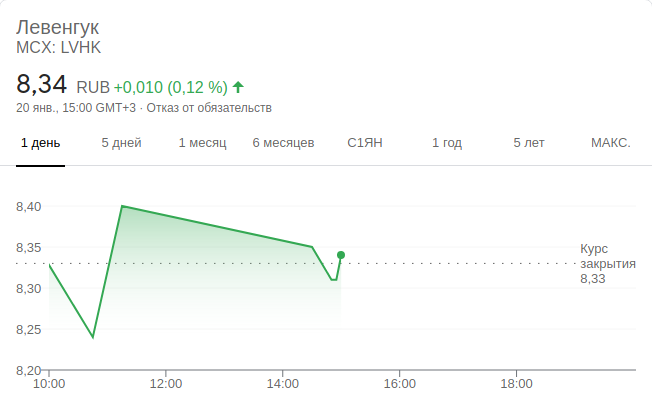 Левенгук
MCX: LVHK
8,34 RUB +0,010 (0,12 %)
20 янв., 15:00 GMT+3 · Отказ от обязательств
1 день 5 дней 1 месяц 6 месяцев С1ЯН 1 год 5 лет МАКС.
8,40
8,35
8,30
8,25
8,20
Курс
закрытия
8,33
10:00 12:00 14:00 16:00 18:00